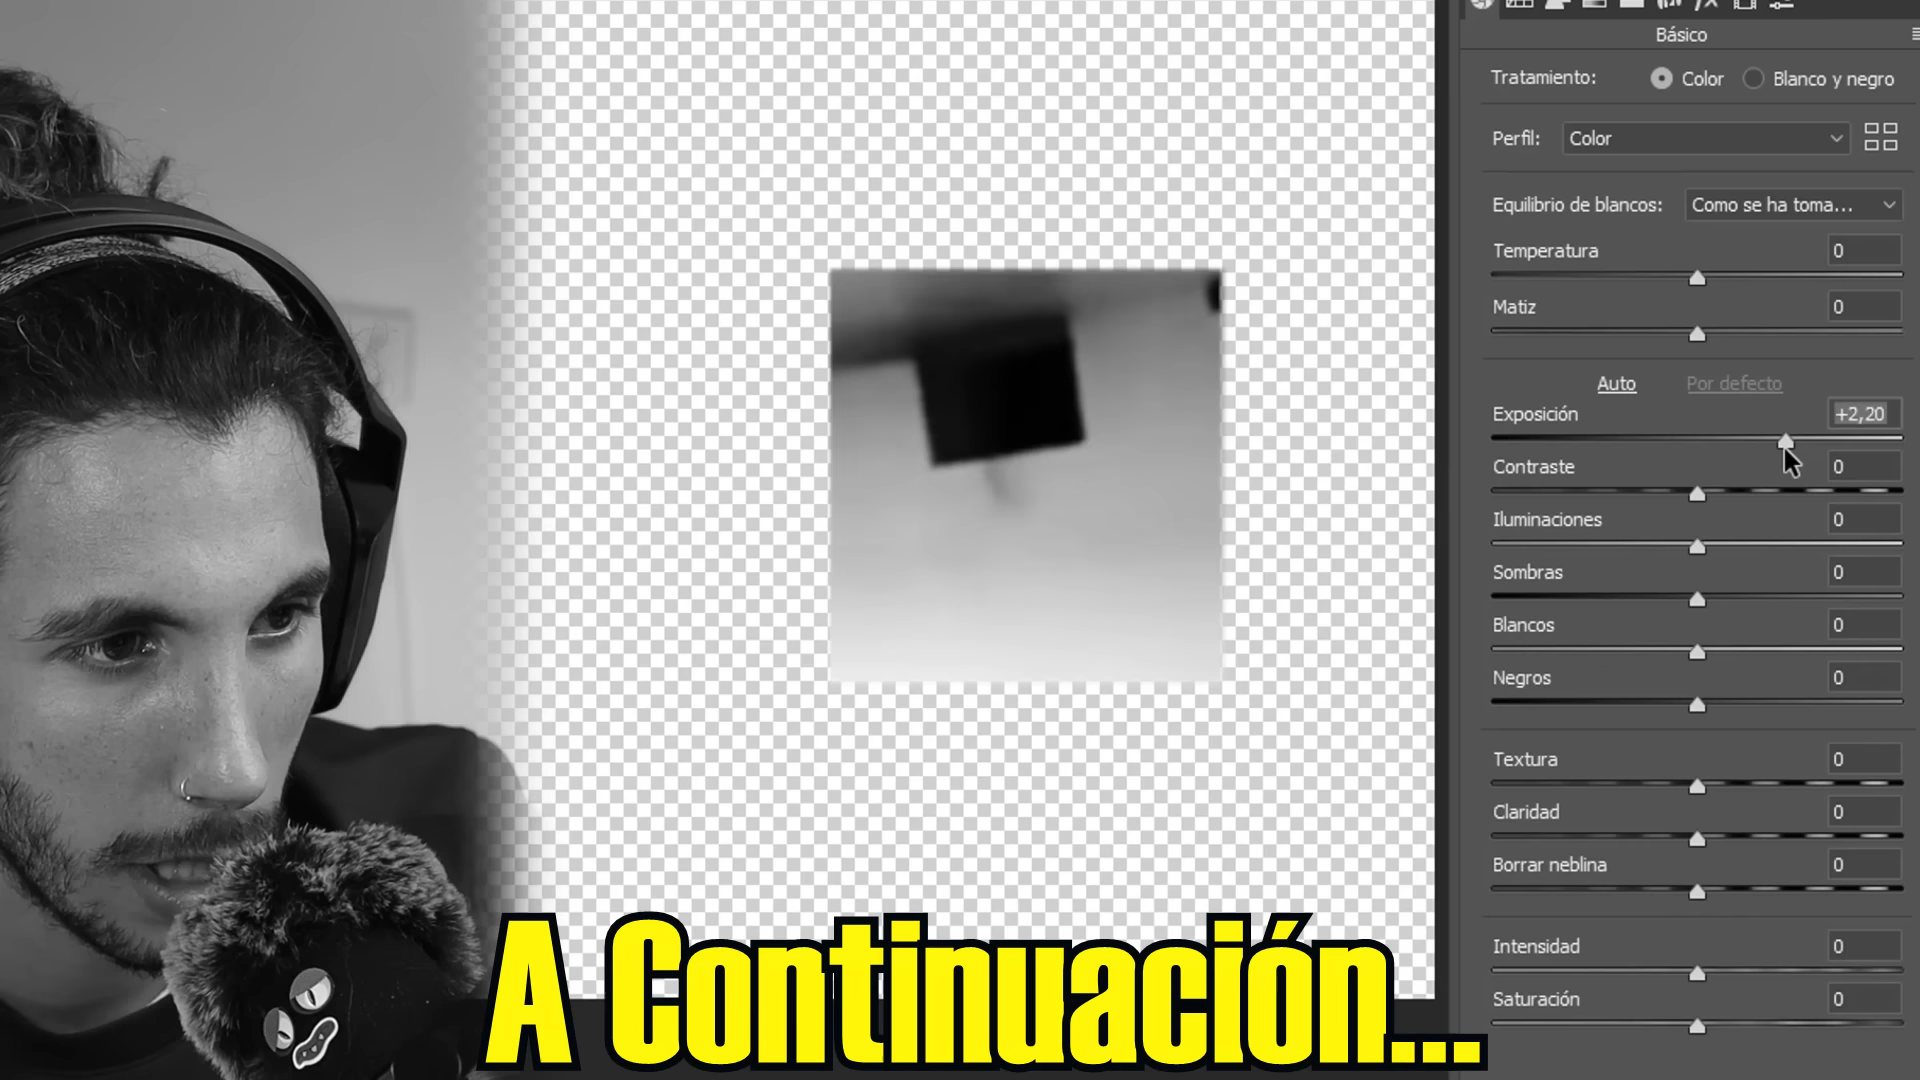 Básico
Tratamiento: Color Blanco y negro
Perfil: Color
Equilibrio de blancos: Como se ha toma...
Temperatura 0
Matiz 0
Auto Por defecto
Exposición +2,20
Contraste 0
Iluminaciones 0
Sombras 0
Blancos 0
Negros 0
Textura 0
Claridad 0
Borrar neblina 0
Intensidad 0
Saturación 0
A Continuación...